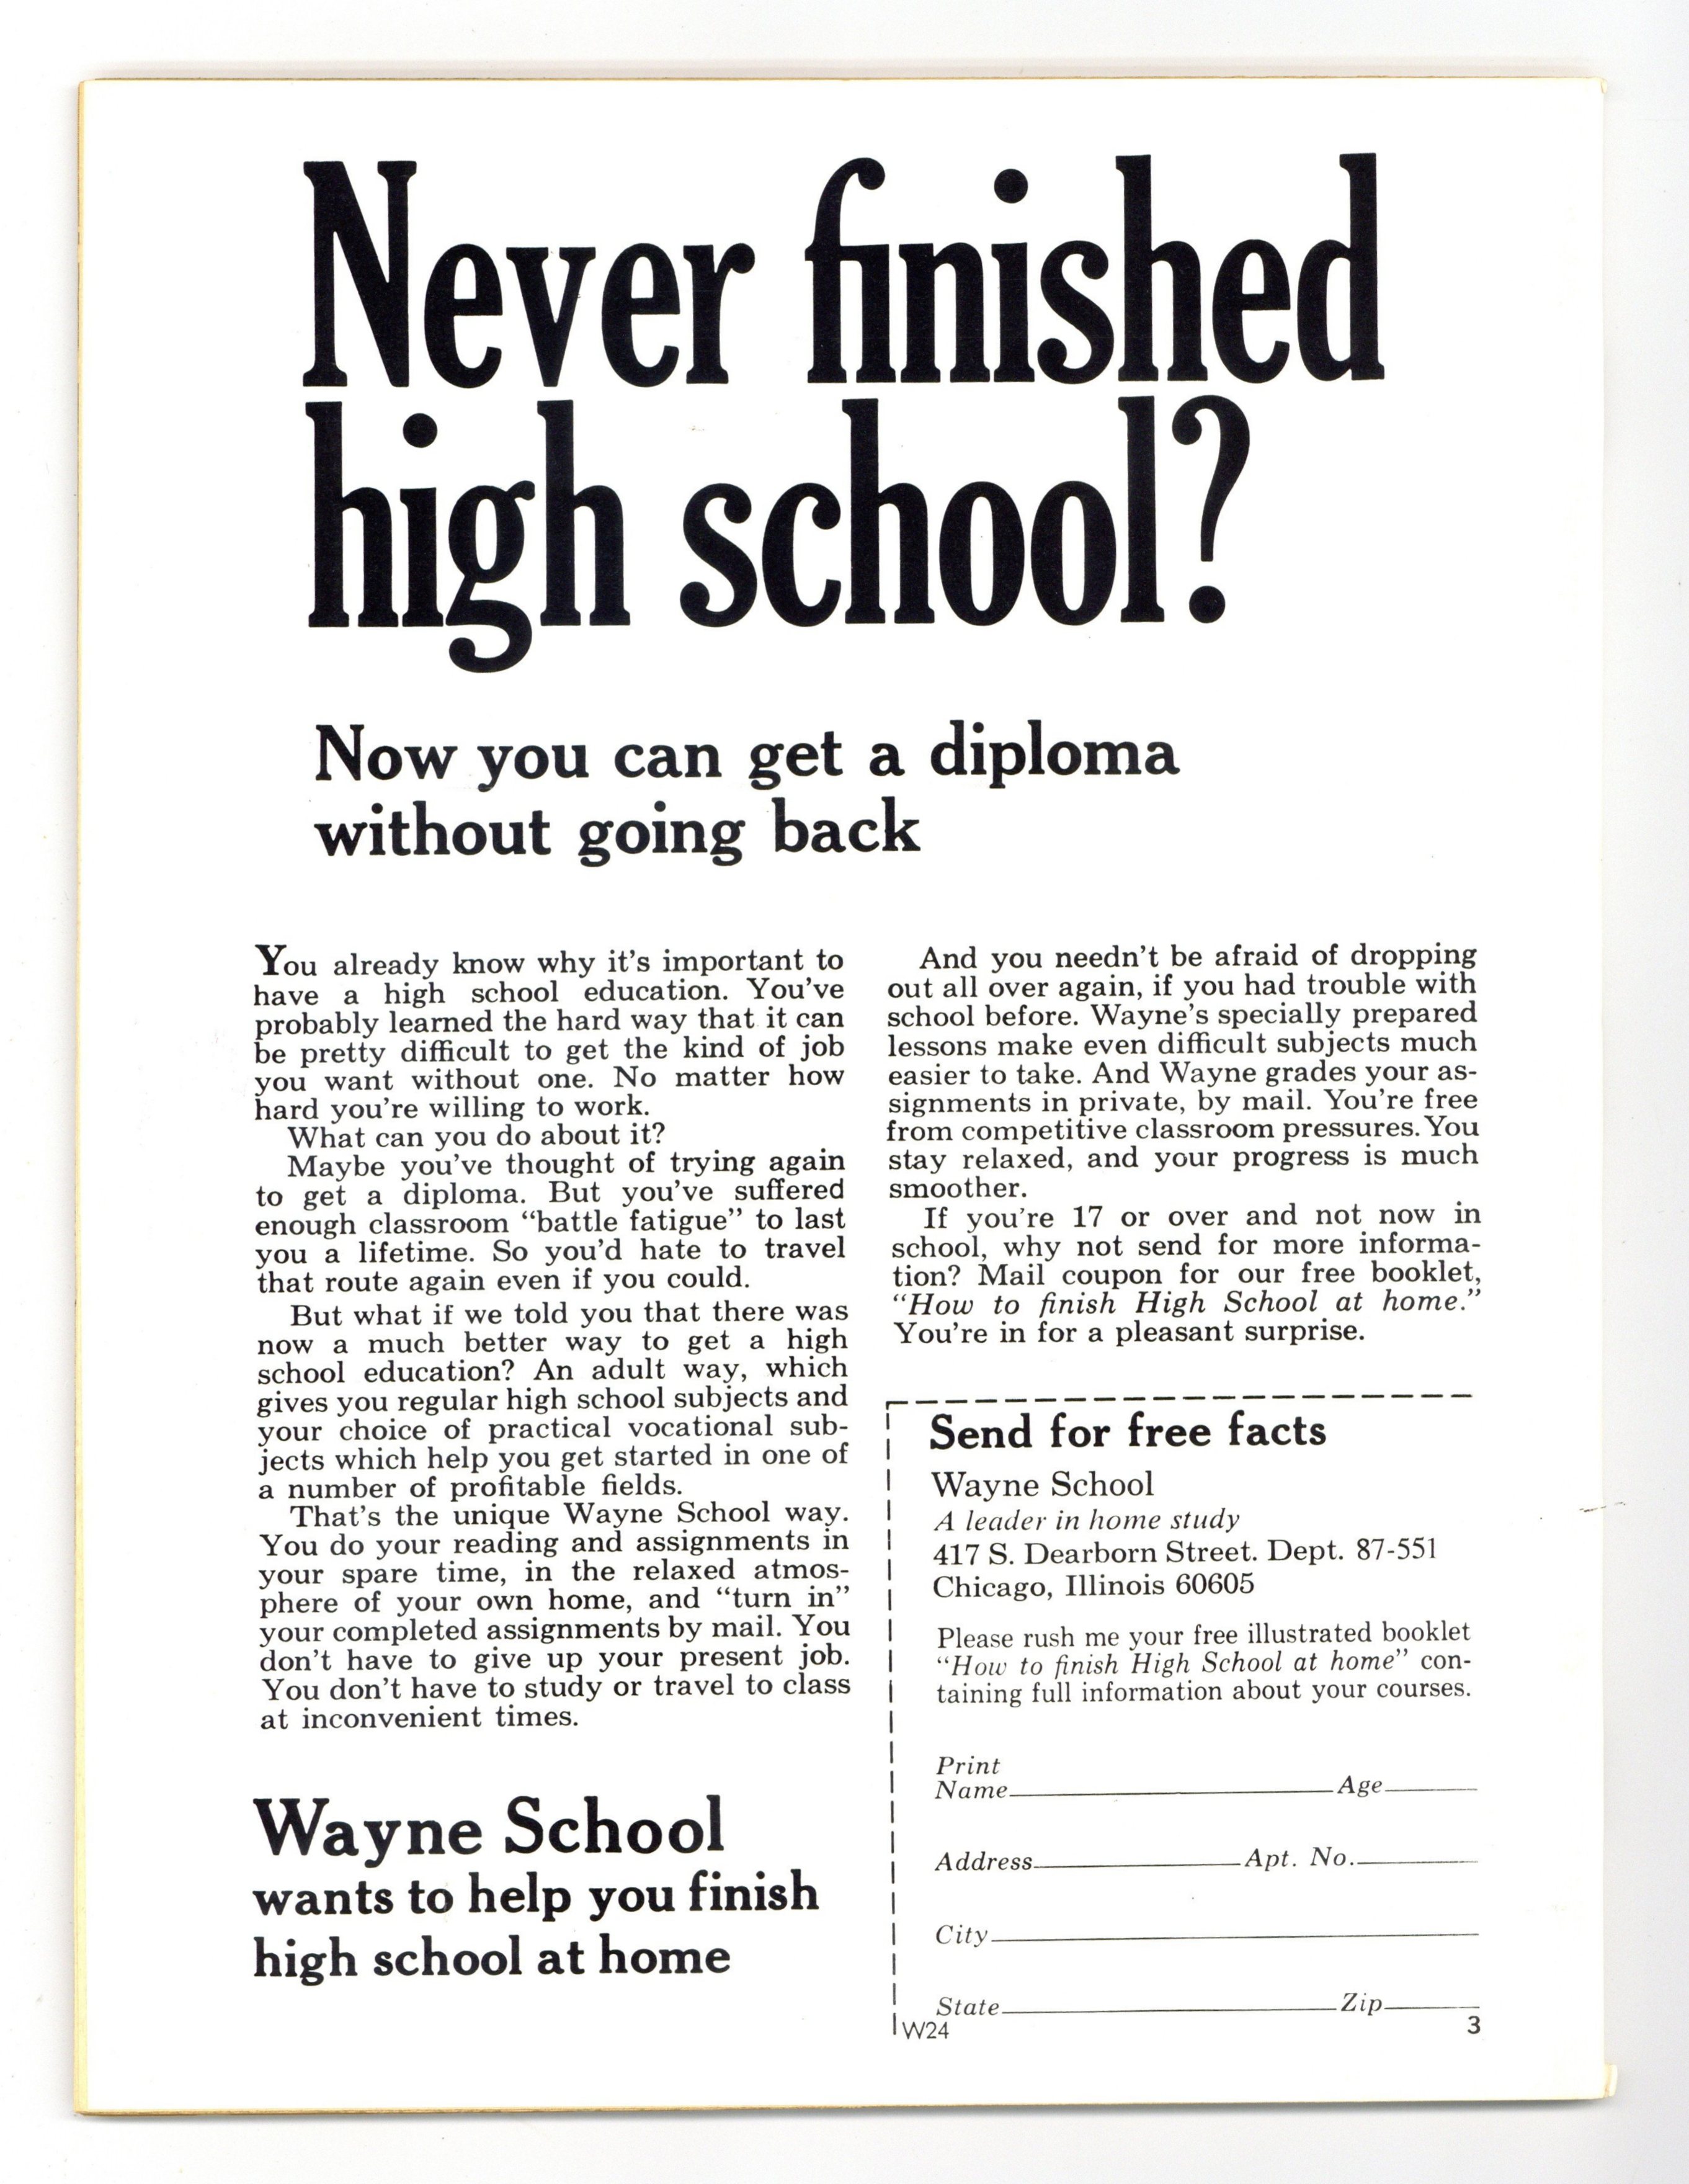 Never finished
high school?
Now you can get a diploma
without going back
You already know why it's important to
have a high school education. You've
probably learned the hard way that it can
be pretty difficult to get the kind of job
you want without one. No matter how
hard you're willing to work.
What can you do about it?
Maybe you've thought of trying again
to get a diploma. But you've suffered
enough classroom “battle fatigue” to last
you a lifetime. So you'd hate to travel
that route again even if you could.
But what if we told you that there was
now a much better way to get a high
school education? An adult way, which
gives you regular high school subjects and
your choice of practical vocational sub-
jects which help you get started in one of
a number of profitable fields.
That's the unique Wayne School way.
You do your reading and assignments in
your spare time, in the relaxed atmos-
phere of your own home, and “turn in”
your completed assignments by mail. You
don't have to give up your present job.
You don't have to study or travel to class
at inconvenient times.
Wayne School
wants to help you finish
high school at home
And you needn't be afraid of dropping
out all over again, if you had trouble with
school before. Wayne's specially prepared
lessons make even difficult subjects much
easier to take. And Wayne grades your as-
signments in private, by mail. You're free
from competitive classroom pressures. You
stay relaxed, and your progress is much
smoother.
If you're 17 or over and not now in
school, why not send for more informa-
tion? Mail coupon for our free booklet,
“How to finish High School at home.”
You're in for a pleasant surprise.
Send for free facts
Wayne School
A leader in home study
417 S. Dearborn Street. Dept. 87-551
Chicago, Illinois 60605
Please rush me your free illustrated booklet
“How to finish High School at home” con-
taining full information about your courses.
Print
Name Age
Address Apt. No.
City
State Zip
W24 3